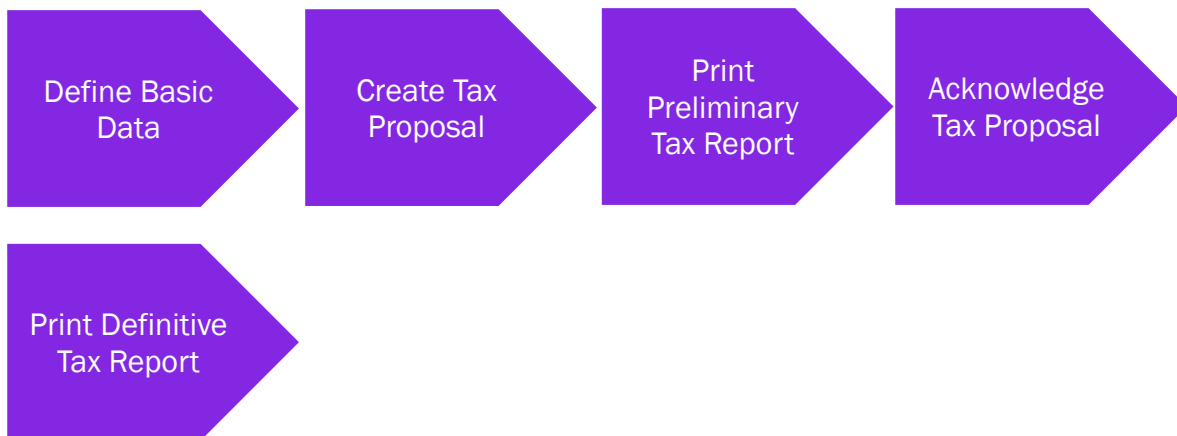 Define Basic
Data
Create Tax
Proposal
Print
Preliminary
Tax Report
Acknowledge
Tax Proposal
Print Definitive
Tax Report